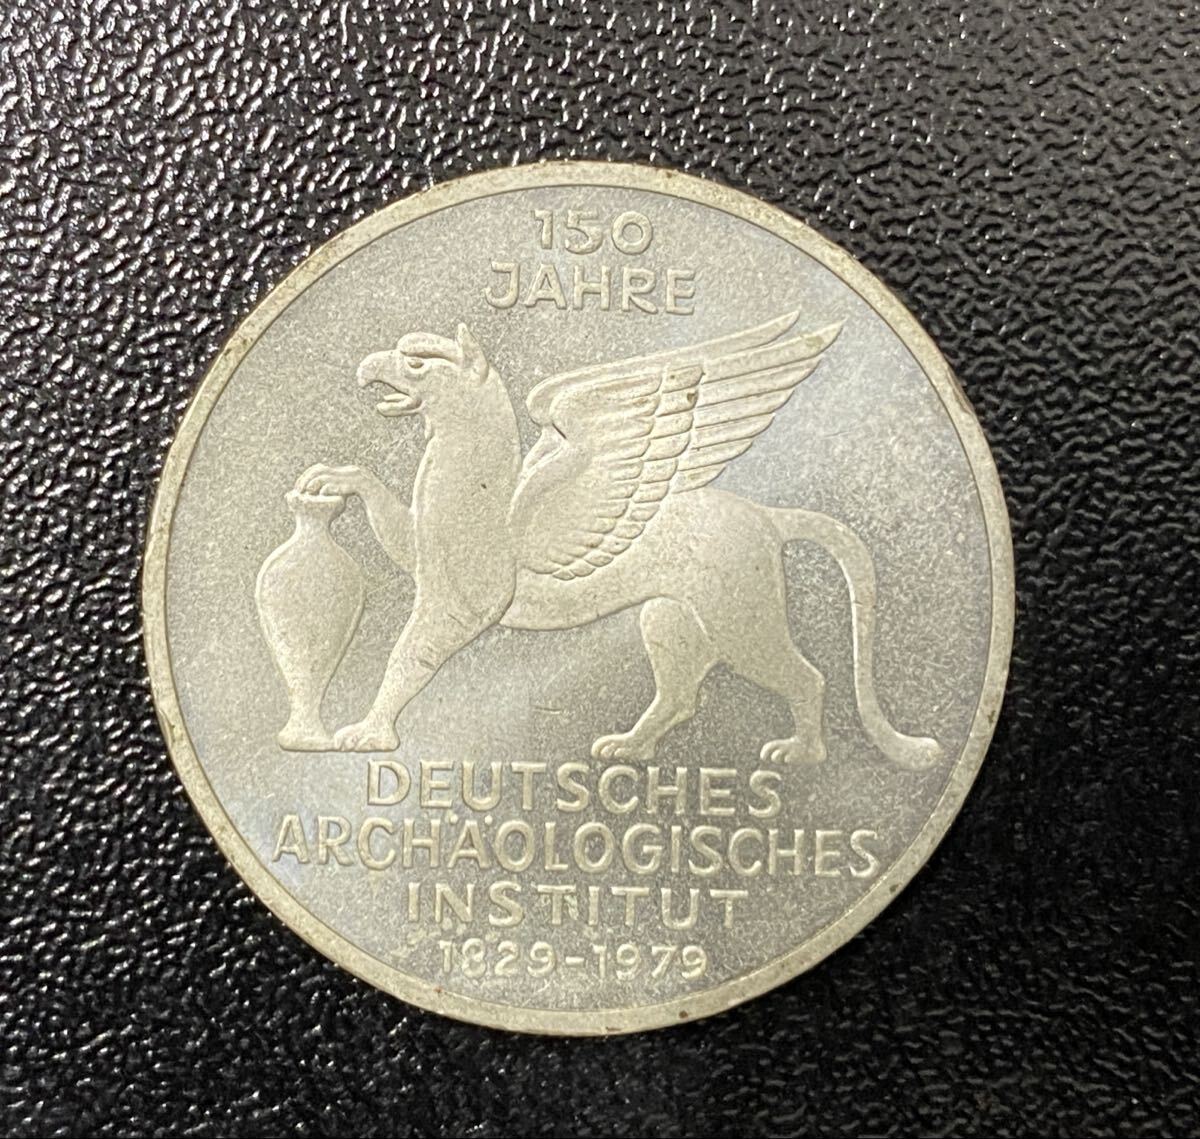 150
JAHRE
DEUTSCHES
ARCHÄOLOGISCHES
INSTITUT
1829-1979